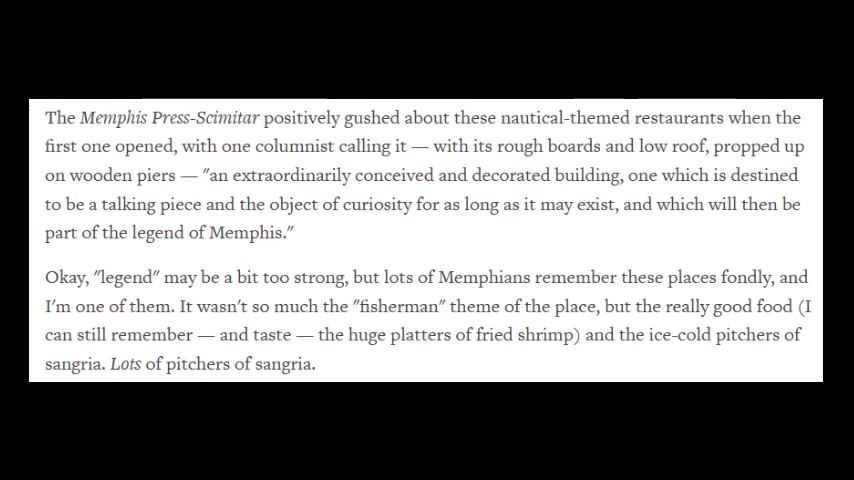 The Memphis Press-Scimitar positively gushed about these nautical-themed restaurants when the
first one opened, with one columnist calling it — with its rough boards and low roof, propped up
on wooden piers — "an extraordinarily conceived and decorated building, one which is destined
to be a talking piece and the object of curiosity for as long as it may exist, and which will then be
part of the legend of Memphis."
Okay, "legend" may be a bit too strong, but lots of Memphians remember these places fondly, and
I'm one of them. It wasn't so much the "fisherman" theme of the place, but the really good food (I
can still remember — and taste — the huge platters of fried shrimp) and the ice-cold pitchers of
sangria. Lots of pitchers of sangria.